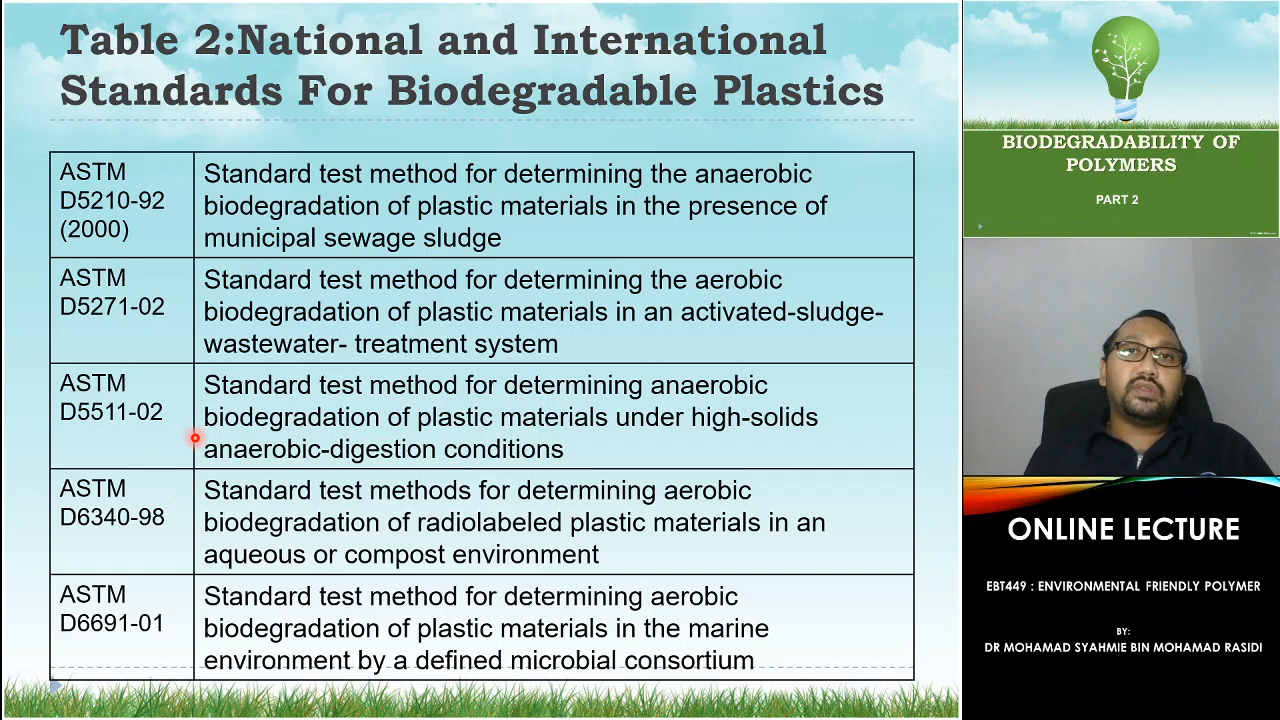 Table 2:National and International
Standards For Biodegradable Plastics
ASTM
D5210-92
(2000)
Standard test method for determining the anaerobic
biodegradation of plastic materials in the presence of
municipal sewage sludge
ASTM
D5271-02
Standard test method for determining the aerobic
biodegradation of plastic materials in an activated-sludge-
wastewater- treatment system
ASTM
D5511-02
Standard test method for determining anaerobic
biodegradation of plastic materials under high-solids
anaerobic-digestion conditions
ASTM
D6340-98
Standard test methods for determining aerobic
biodegradation of radiolabeled plastic materials in an
aqueous or compost environment
ASTM
D6691-01
Standard test method for determining aerobic
biodegradation of plastic materials in the marine
environment by a defined microbial consortium
BIODEGRADABILITY OF
POLYMERS
PART 2
ONLINE LECTURE
EBT449 : ENVIRONMENTAL FRIENDLY POLYMER
BY:
DR MOHAMAD SYAHMIE BIN MOHAMAD RASIDI